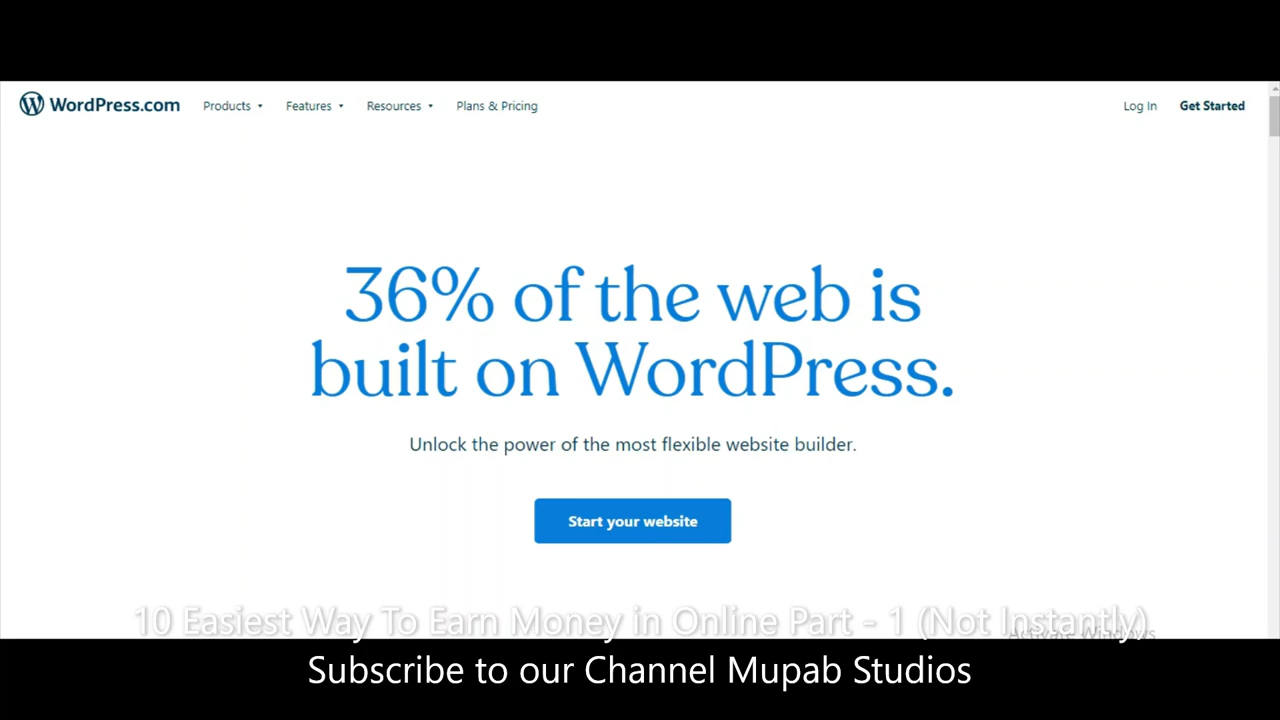 WordPress.com Products Features Resources Plans & Pricing Log In Get Started
36% of the web is
built on WordPress.
Unlock the power of the most flexible website builder.
Start your website
10 Easiest Way To Earn Money in Online Part - 1 (Not Instantly)
Activate Windows
Subscribe to our Channel Mupab Studios